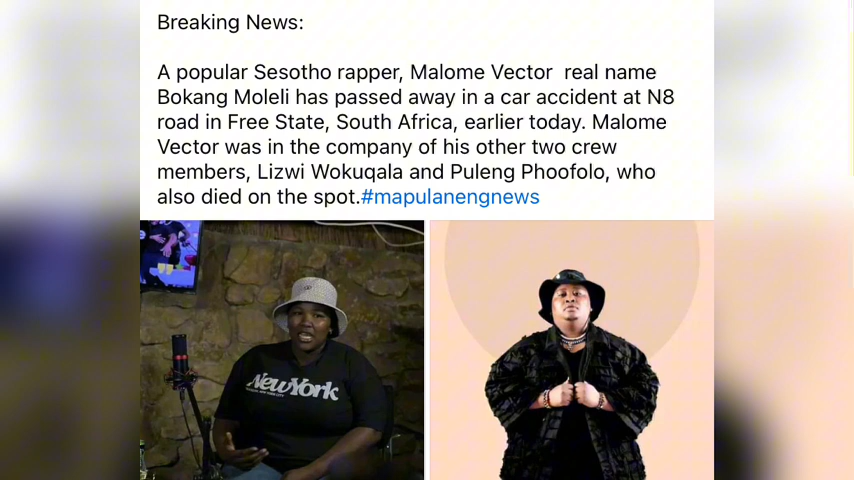 Breaking News:
A popular Sesotho rapper, Malome Vector  real name
Bokang Moleli has passed away in a car accident at N8
road in Free State, South Africa, earlier today. Malome
Vector was in the company of his other two crew
members, Lizwi Wokuqala and Puleng Phoofolo, who
also died on the spot.#mapulanengnews
NewYork